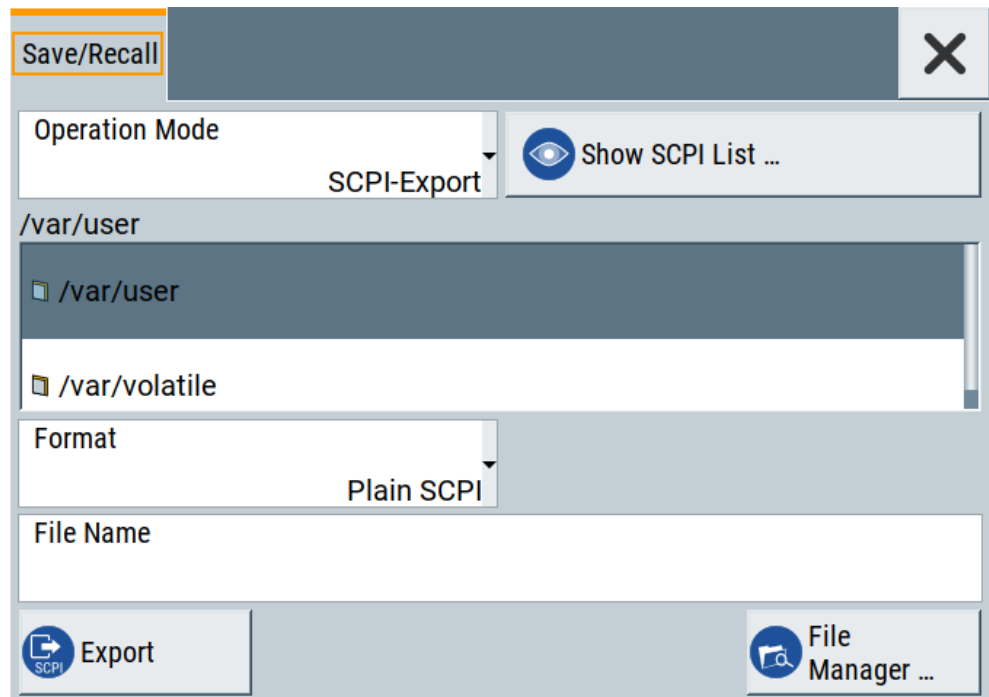 Save/Recall
Operation Mode
SCPI-Export
Show SCPI List ...
/var/user
/var/user
/var/volatile
Format
Plain SCPI
File Name
SCPI
Export
File
Manager ...